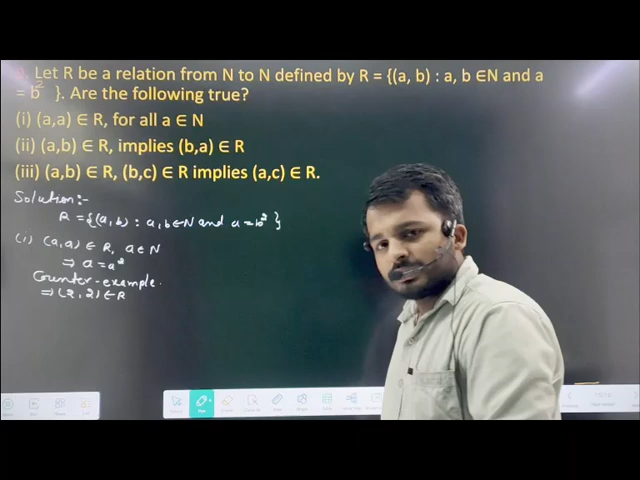 Let R be a relation from N to N defined by R = {(a, b) : a, b ∈N and a
= b² }. Are the following true?
(i) (a,a) ∈ R, for all a ∈ N
(ii) (a,b) ∈ R, implies (b,a) ∈ R
(iii) (a,b) ∈ R, (b,c) ∈ R implies (a,c) ∈ R.
Solution:-
R = {(a, b) : a, b ∈ N and a = b² }
(i) (a, a) ∈ R, a ∈ N
⇒ a = a²
Counter-example.
⇒ (2, 2) ∈ R